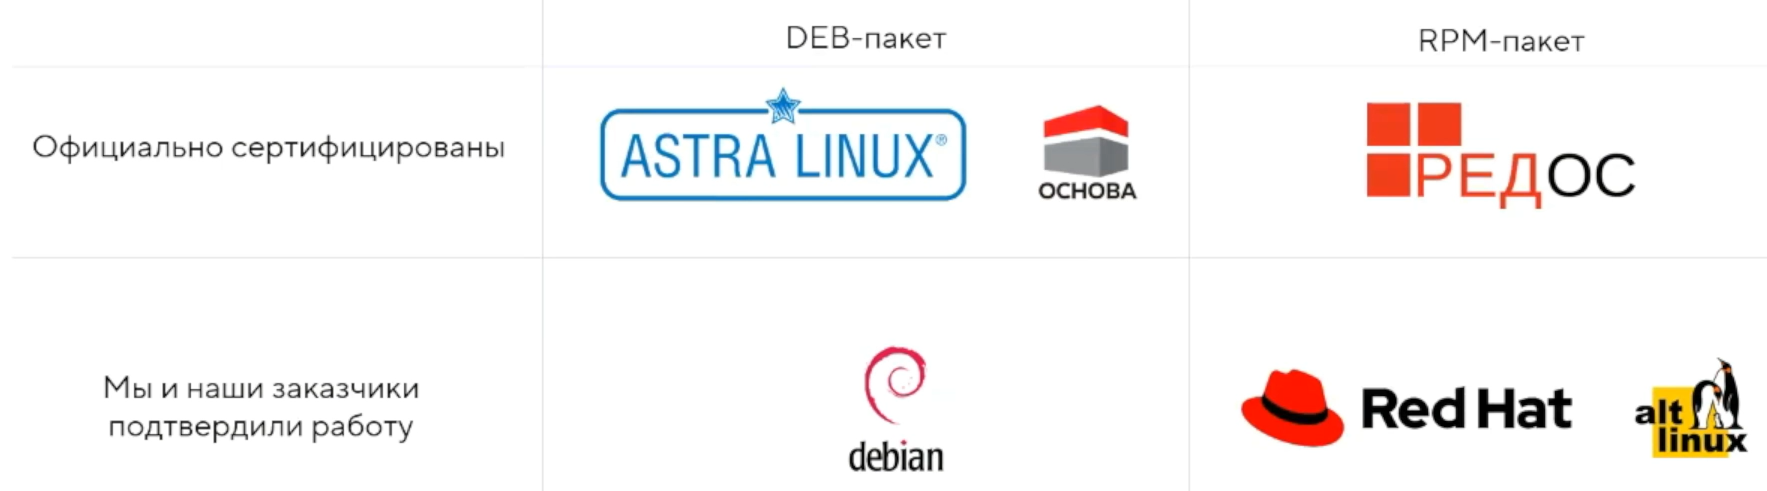 DEB-пакет
RPM-пакет
Официально сертифицированы
ASTRA LINUX®
ОСНОВА
РЕДОС
Мы и наши заказчики
подтвердили работу
debian
Red Hat
alt
linux